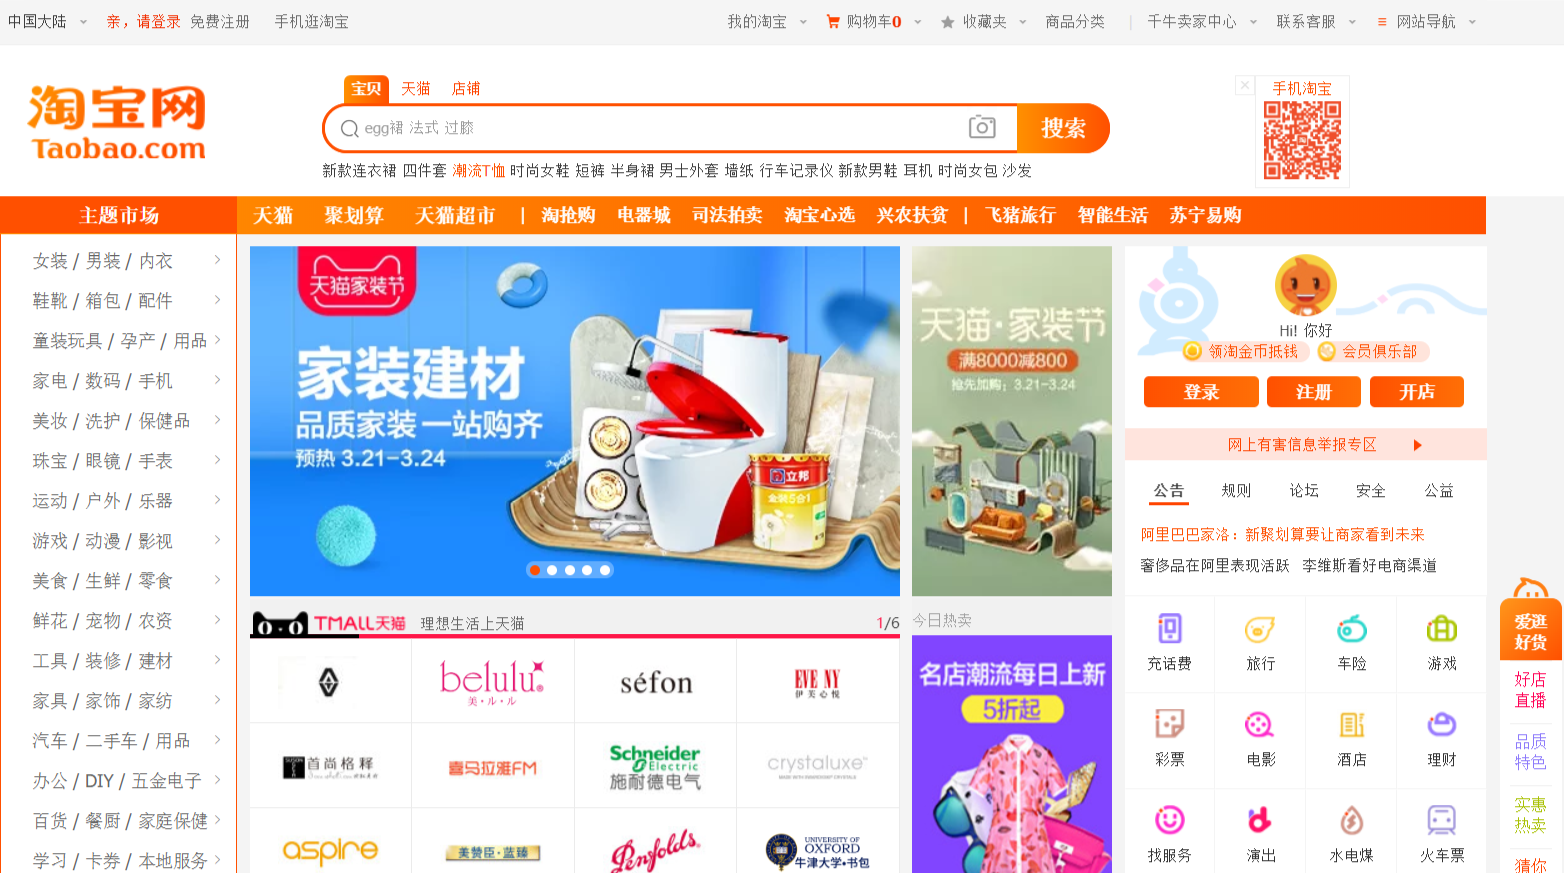 中国大陆 亲，请登录 免费注册 手机逛淘宝 我的淘宝 购物车0 收藏夹 商品分类 | 千牛卖家中心 联系客服 网站导航
淘宝网
Taobao.com
宝贝 天猫 店铺
egg裙 法式 过膝
搜索
新款连衣裙 四件套 潮流T恤 时尚女鞋 短裤 半身裙 男士外套 墙纸 行车记录仪 新款男鞋 耳机 时尚女包 沙发
手机淘宝
主题市场 天猫 聚划算 天猫超市 | 淘抢购 电器城 司法拍卖 淘宝心选 兴农扶贫 | 飞猪旅行 智能生活 苏宁易购
女装 / 男装 / 内衣
鞋靴 / 箱包 / 配件
童装玩具 / 孕产 / 用品
家电 / 数码 / 手机
美妆 / 洗护 / 保健品
珠宝 / 眼镜 / 手表
运动 / 户外 / 乐器
游戏 / 动漫 / 影视
美食 / 生鲜 / 零食
鲜花 / 宠物 / 农资
工具 / 装修 / 建材
家具 / 家饰 / 家纺
汽车 / 二手车 / 用品
办公 / DIY / 五金电子
百货 / 餐厨 / 家庭保健
学习 / 卡券 / 本地服务
天猫家装节
家装建材
品质家装 一站购齐
预热 3.21-3.24
立邦
金装5合1
TMALL天猫 理想生活上天猫 1/6
belulu
美·ル·ル
séfon
EVE NY
伊芙心悦
首尚格释
喜马拉雅FM
Schneider
Electric
施耐德电气
crystaluxe
aspire
美赞臣·蓝臻
Penfolds
UNIVERSITY OF
OXFORD
牛津大学·书包
天猫·家装节
满8000减800
抢先加购：3.21-3.24
今日热卖
名店潮流每日上新
5折起
Hi! 你好
领淘金币抵钱 会员俱乐部
登录 注册 开店
网上有害信息举报专区
公告 规则 论坛 安全 公益
阿里巴巴家洛：新聚划算要让商家看到未来
奢侈品在阿里表现活跃 李维斯看好电商渠道
充话费 旅行 车险 游戏
彩票 电影 酒店 理财
找服务 演出 水电煤 火车票
爱逛
好货
好店
直播
品质
特色
实惠
热卖
猜你